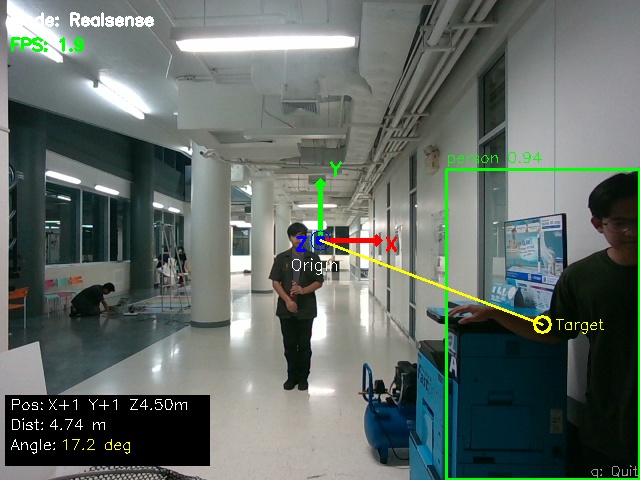 Mode: Realsense
FPS: 1.9
person 0.94
Y
Z
X
Origin
Target
Pos: X+1 Y+1 Z4.50m
Dist: 4.74 m
Angle: 17.2 deg
q: Quit